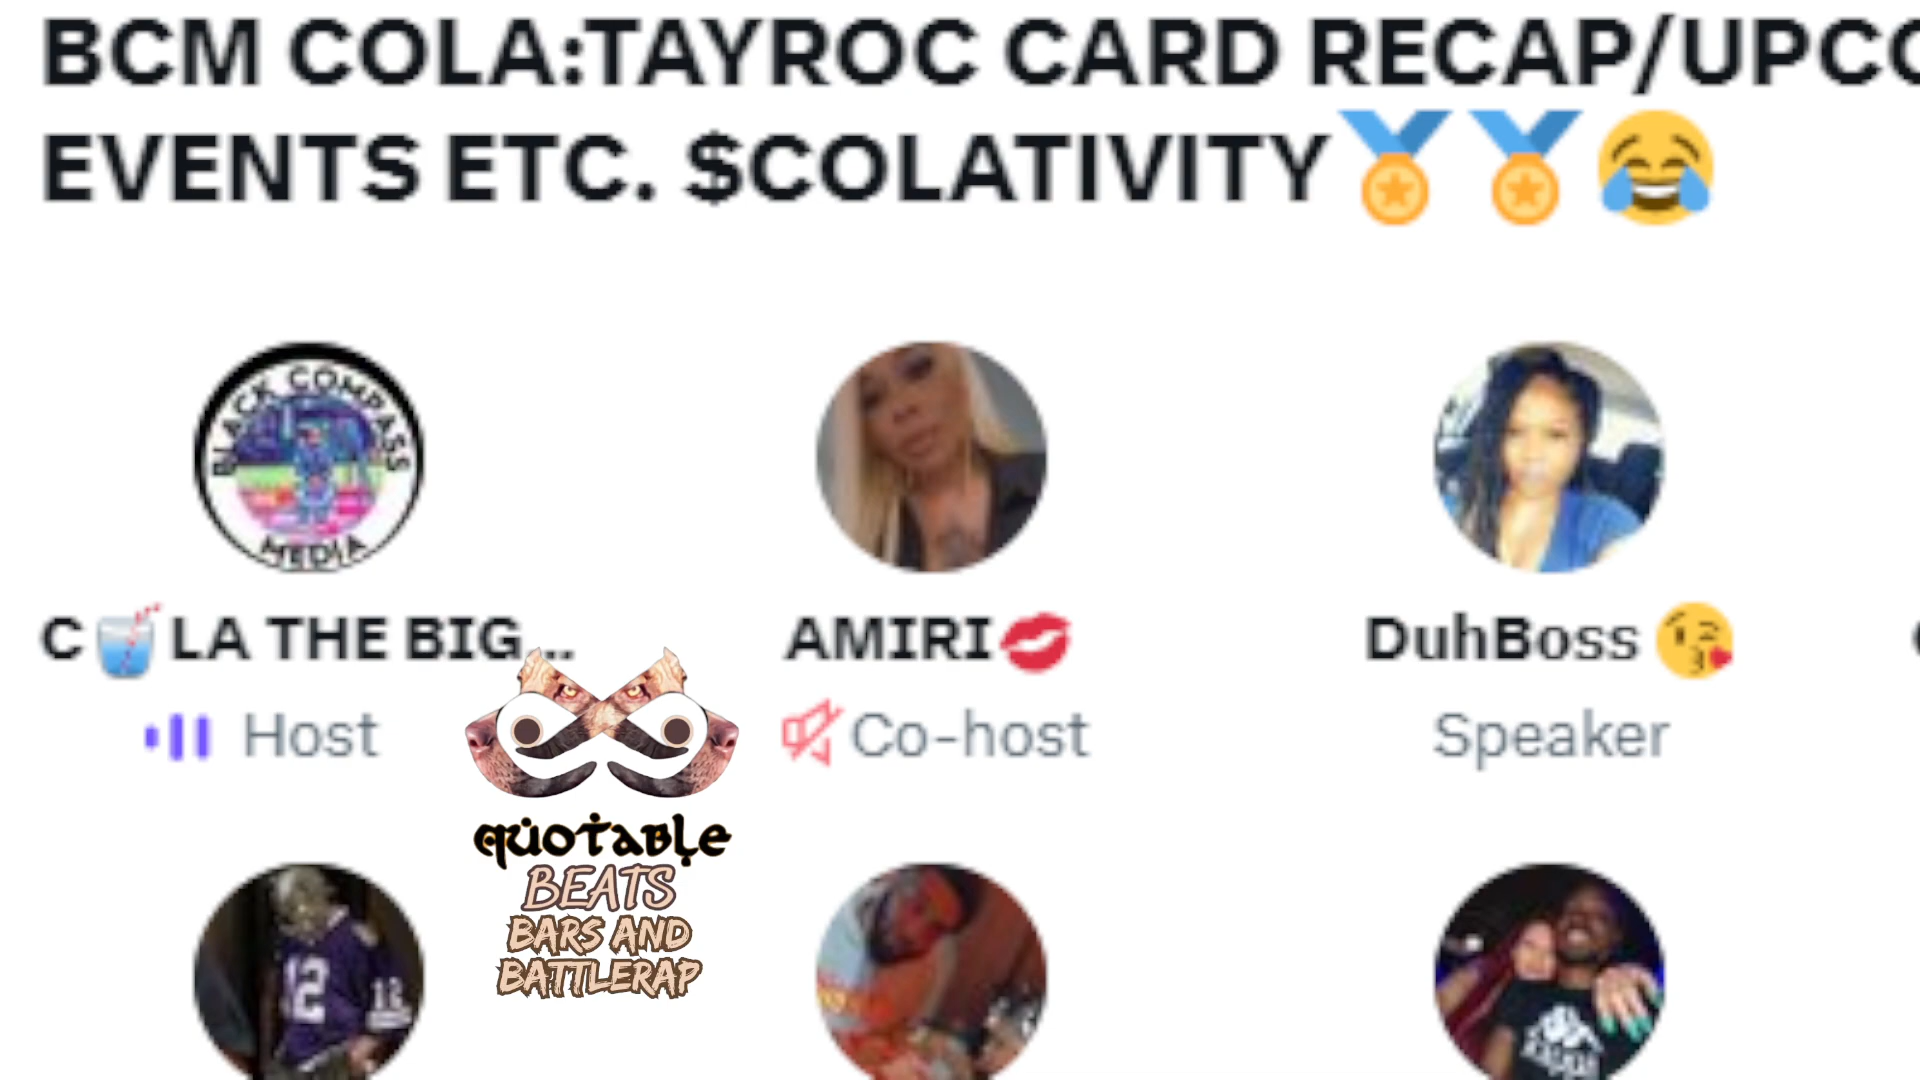 BCM COLA:TAYROC CARD RECAP/UPCO
EVENTS ETC. $COLATIVITY🏅🏅😂
BLACK COMPASS
MEDIA
C🥤LA THE BIG...
AMIRI💋
DuhBoss 😘
Host
Co-host
Speaker
QUOTABLE
BEATS
BARS AND
BATTLERAP
12
12